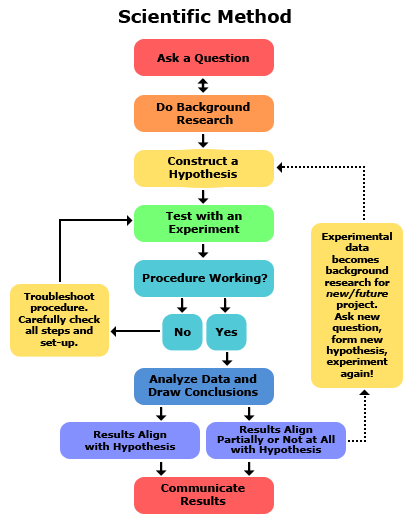 Scientific Method
Ask a Question
Do Background
Research
Construct a
Hypothesis
Test with an
Experiment
Procedure Working?
No
Yes
Troubleshoot
procedure.
Carefully check
all steps and
set-up.
Experimental
data
becomes
background
research for
new/future
project.
Ask new
question,
form new
hypothesis,
experiment
again!
Analyze Data and
Draw Conclusions
Results Align
with Hypothesis
Results Align
Partially or Not at All
with Hypothesis
Communicate
Results